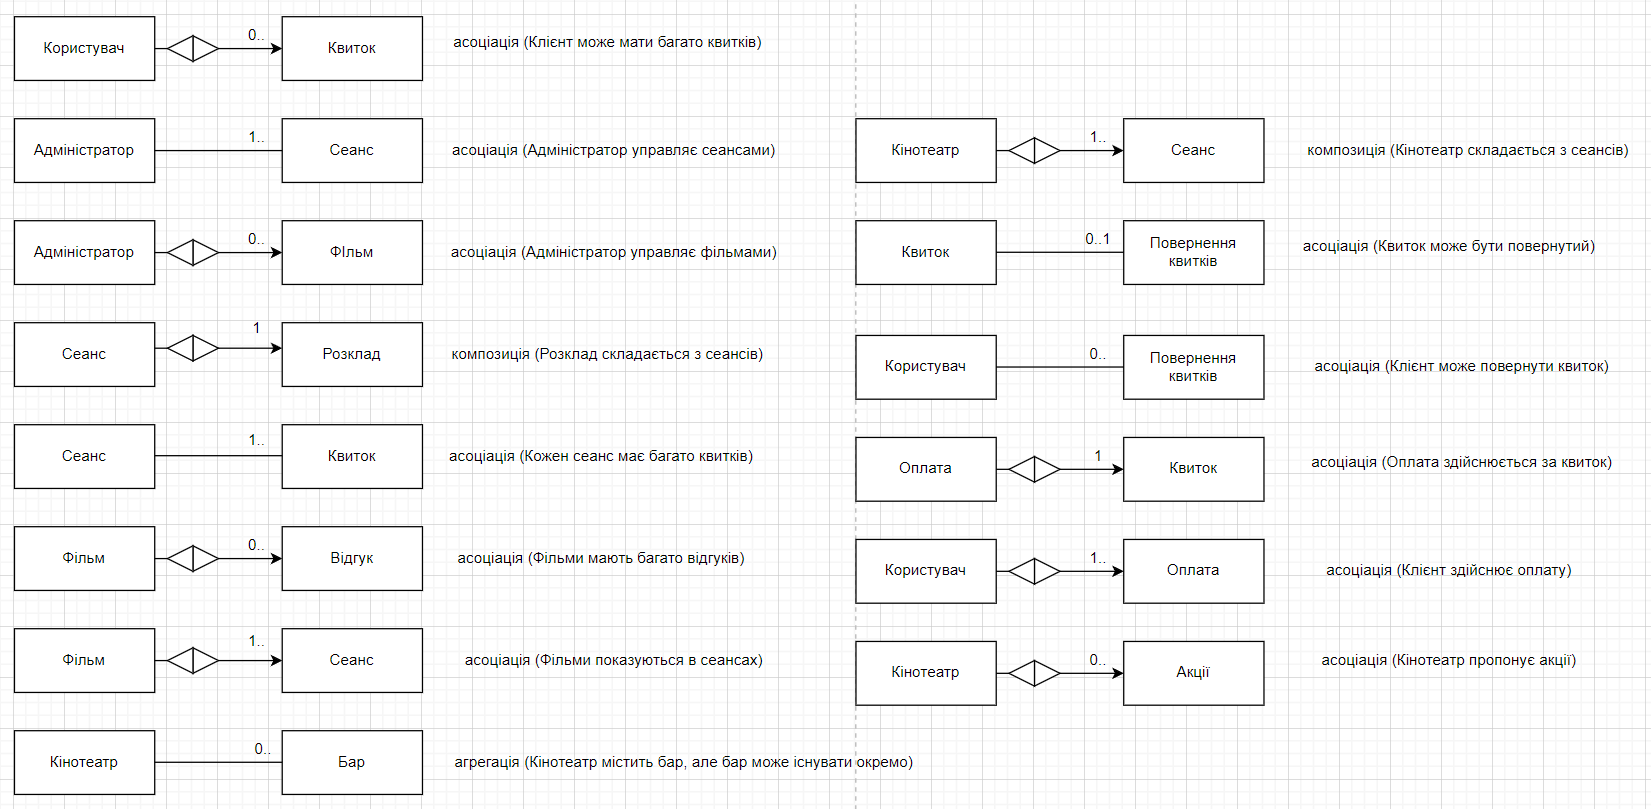 Користувач 0.. Квиток асоціація (Клієнт може мати багато квитків)
Адміністратор 1.. Сеанс асоціація (Адміністратор управляє сеансами)
Адміністратор 0.. ФІльм асоціація (Адміністратор управляє фільмами)
Сеанс 1 Розклад композиція (Розклад складається з сеансів)
Сеанс 1.. Квиток асоціація (Кожен сеанс має багато квитків)
Фільм 0.. Відгук асоціація (Фільми мають багато відгуків)
Фільм 1.. Сеанс асоціація (Фільми показуються в сеансах)
Кінотеатр 0.. Бар агрегація (Кінотеатр містить бар, але бар може існувати окремо)
Кінотеатр 1.. Сеанс композиція (Кінотеатр складається з сеансів)
Квиток 0..1 Повернення
квитків
асоціація (Квиток може бути повернутий)
Користувач 0.. Повернення
квитків
асоціація (Клієнт може повернути квиток)
Оплата 1 Квиток асоціація (Оплата здійснюється за квиток)
Користувач 1.. Оплата асоціація (Клієнт здійснює оплату)
Кінотеатр 0.. Акції асоціація (Кінотеатр пропонує акції)